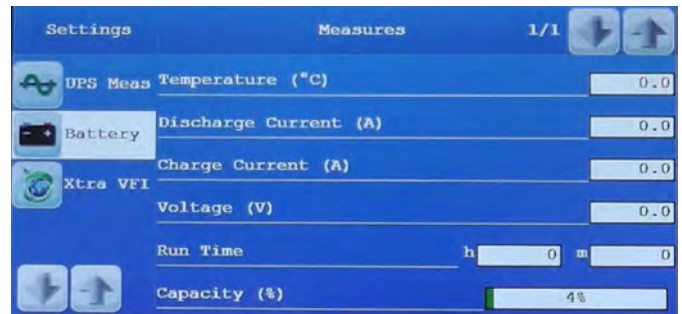 Settings Measures 1/1
UPS Meas Temperature (°C) 0.0
Battery Discharge Current (A) 0.0
Charge Current (A) 0.0
Xtra VFI
Voltage (V) 0.0
Run Time h 0 m 0
Capacity (%) 4%